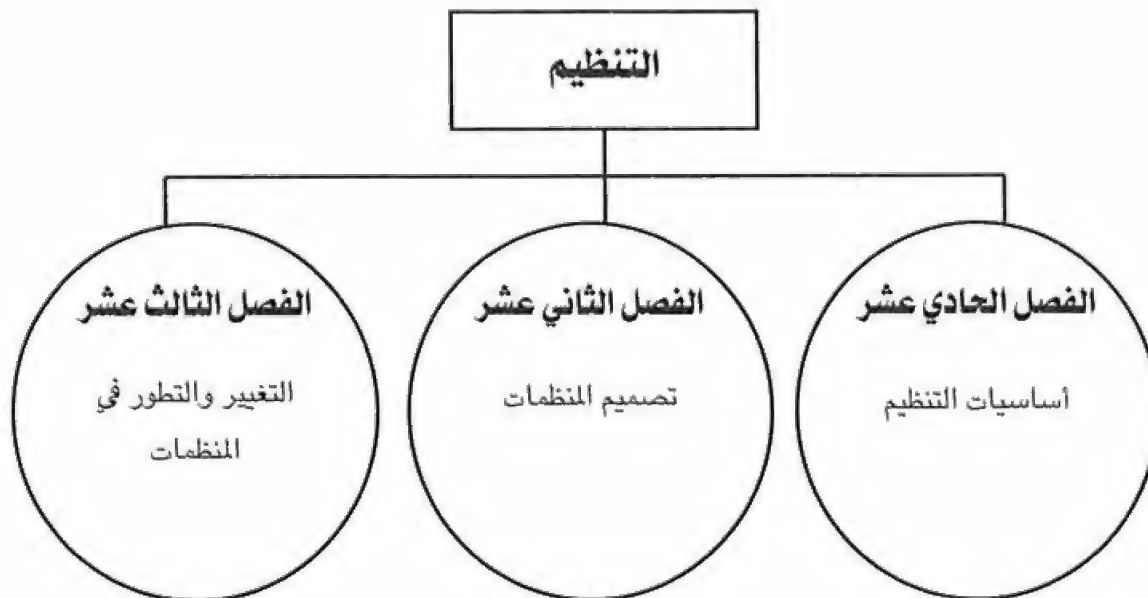 التنظيم
الفصل الحادي عشر
أساسيات التنظيم
الفصل الثاني عشر
تصميم المنظمات
الفصل الثالث عشر
التغيير والتطور في
المنظمات